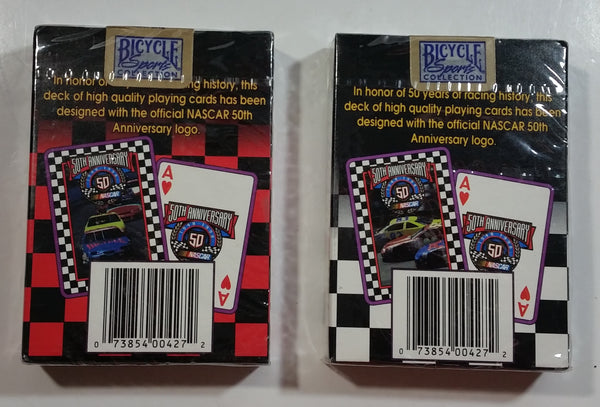 BICYCLE
Sports
COLLECTION
In honor of 50 years of racing history, this
deck of high quality playing cards has been
designed with the official NASCAR 50th
Anniversary logo.
50TH ANNIVERSARY
50
NASCAR
A
50TH ANNIVERSARY
50
NASCAR
A
0 73854 00427 2
BICYCLE
Sports
COLLECTION
In honor of 50 years of racing history, this
deck of high quality playing cards has been
designed with the official NASCAR 50th
Anniversary logo.
50TH ANNIVERSARY
50
NASCAR
A
50TH ANNIVERSARY
50
NASCAR
A
0 73854 00427 2